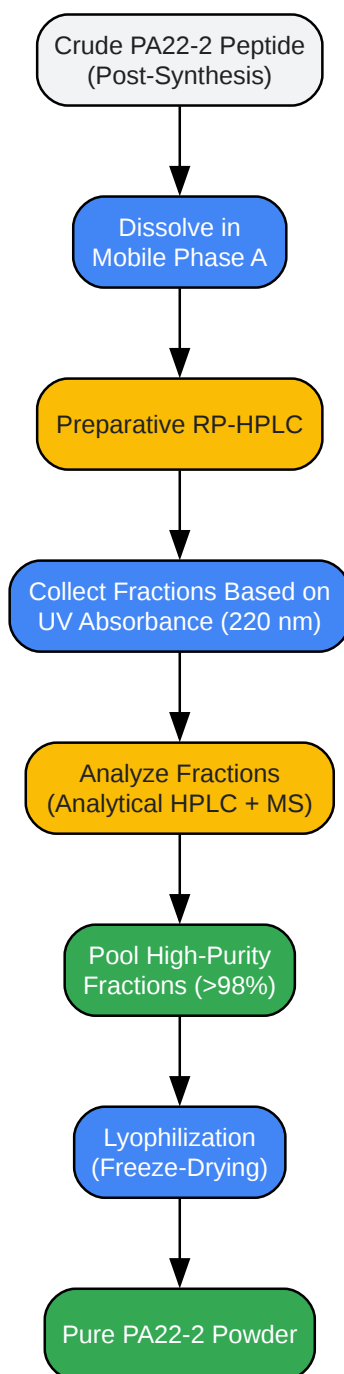 Crude PA22-2 Peptide
(Post-Synthesis)
Dissolve in
Mobile Phase A
Preparative RP-HPLC
Collect Fractions Based on
UV Absorbance (220 nm)
Analyze Fractions
(Analytical HPLC + MS)
Pool High-Purity
Fractions (>98%)
Lyophilization
(Freeze-Drying)
Pure PA22-2 Powder